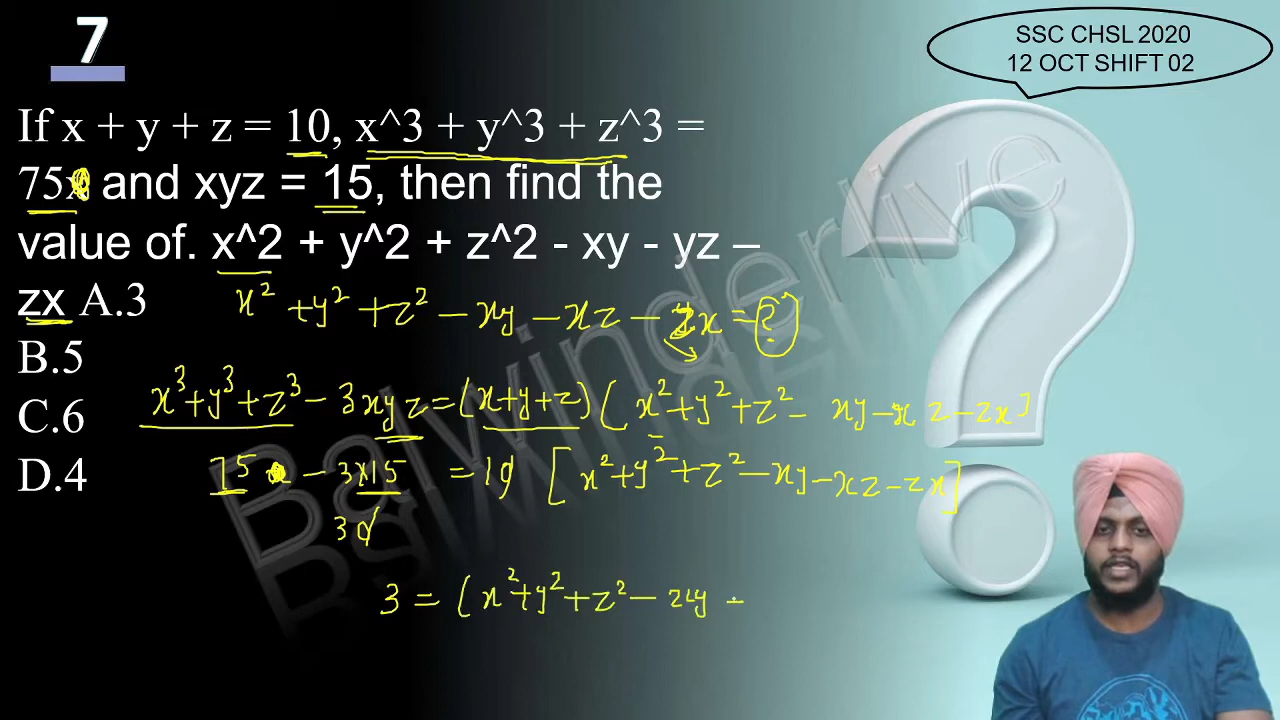 7
SSC CHSL 2020
12 OCT SHIFT 02
If x + y + z = 10, x^3 + y^3 + z^3 =
75 and xyz = 15, then find the
value of. x^2 + y^2 + z^2 - xy - yz –
zx A.3
x² + y² + z² - xy - xz - zx = ?
B.5
x³ + y³ + z³ - 3xyz = (x+y+z) (x² + y² + z² - xy - xz - zx]
C.6
75 - 3x15 = 10 [x² + y² + z² - xy - xz - zx]
D.4
30
3 = (x² + y² + z² - xy -
Balwinderlive